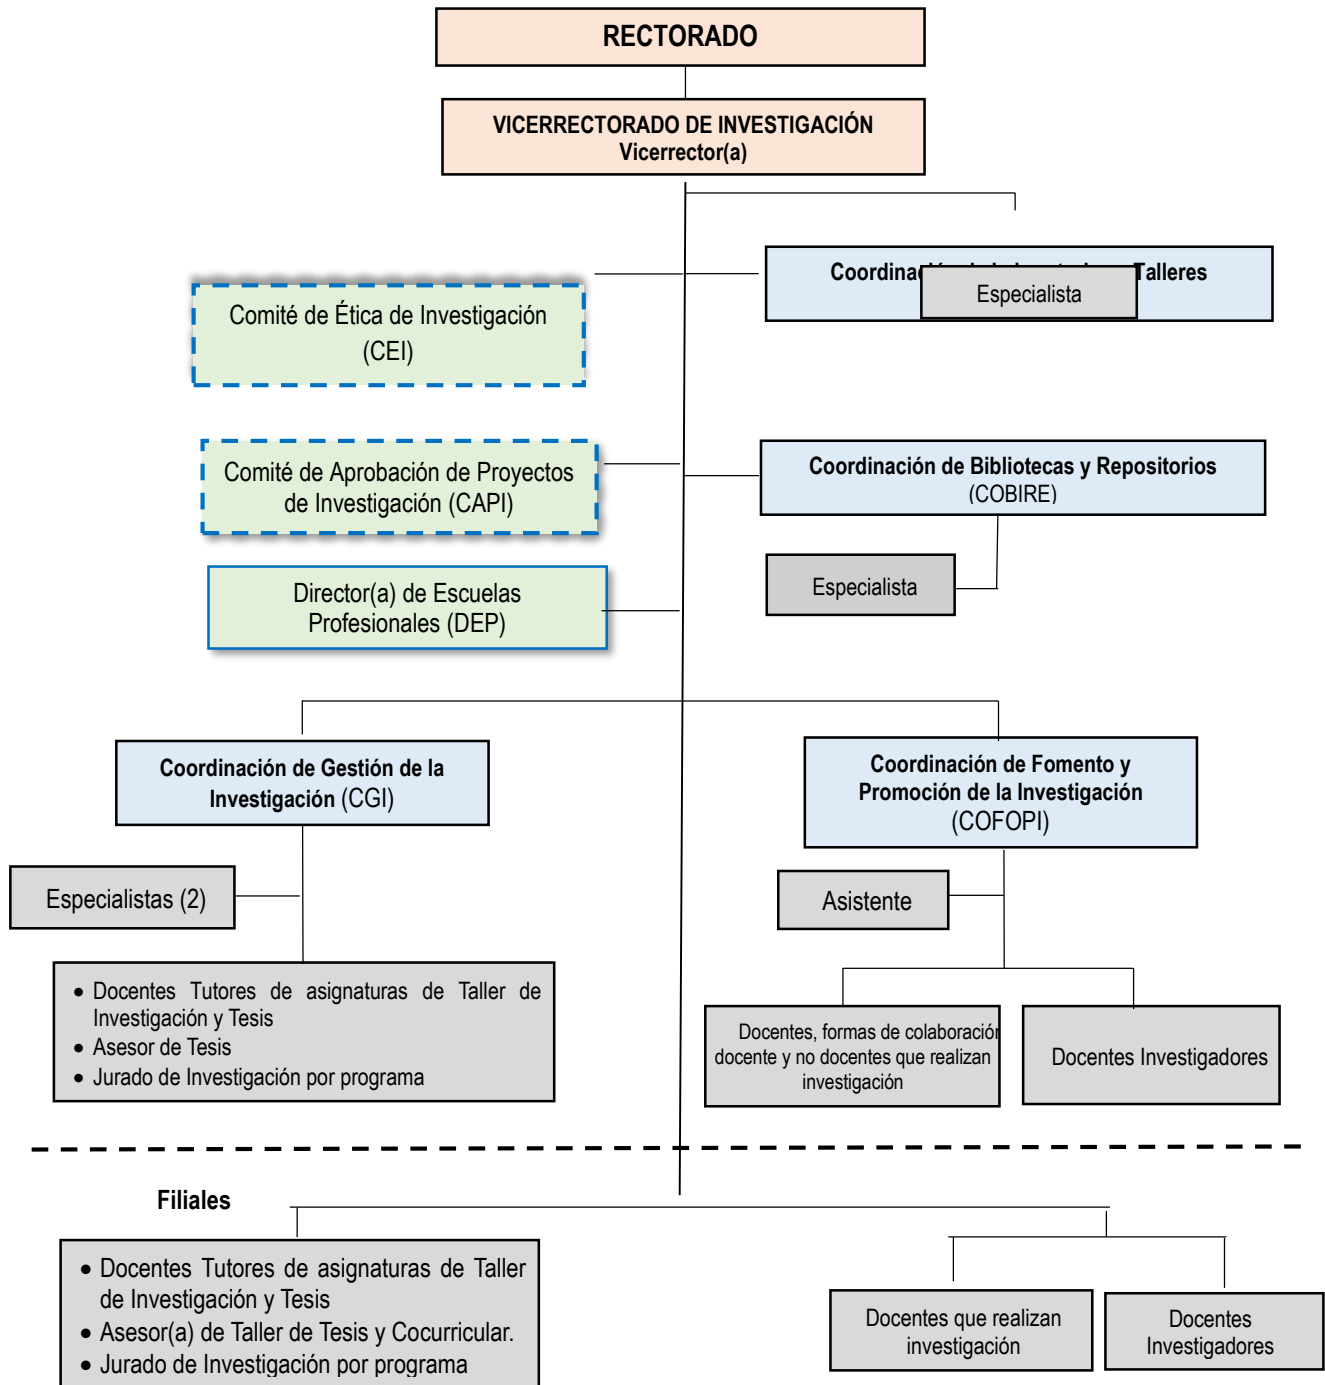 RECTORADO
VICERRECTORADO DE INVESTIGACIÓN
Vicerrector(a)
Talleres
Especialista
Comité de Ética de Investigación
(CEI)
Comité de Aprobación de Proyectos
de Investigación (CAPI)
Coordinación de Bibliotecas y Repositorios
(COBIRE)
Especialista
Director(a) de Escuelas
Profesionales (DEP)
Coordinación de Gestión de la
Investigación (CGI)
Coordinación de Fomento y
Promoción de la Investigación
(COFOPI)
Especialistas (2)
Asistente
• Docentes Tutores de asignaturas de Taller de
Investigación y Tesis
• Asesor de Tesis
• Jurado de Investigación por programa
Docentes, formas de colaboración
docente y no docentes que realizan
investigación
Docentes Investigadores
Filiales
• Docentes Tutores de asignaturas de Taller
de Investigación y Tesis
• Asesor(a) de Taller de Tesis y Cocurricular.
• Jurado de Investigación por programa
Docentes que realizan
investigación
Docentes
Investigadores